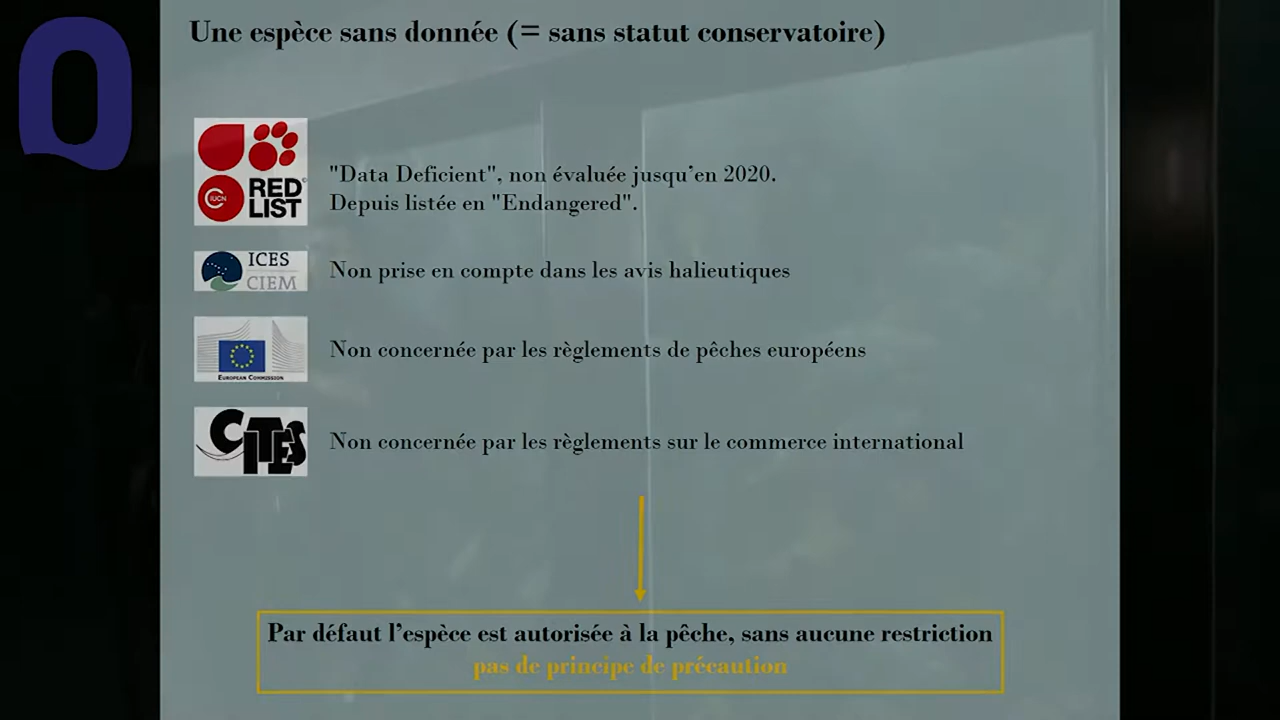 Une espèce sans donnée (= sans statut conservatoire)
IUCN
RED
LIST
"Data Deficient", non évaluée jusqu'en 2020.
Depuis listée en "Endangered".
ICES
CIEM
Non prise en compte dans les avis halieutiques
EUROPEAN COMMISSION
Non concernée par les règlements de pêches européens
CITES
Non concernée par les règlements sur le commerce international
Par défaut l'espèce est autorisée à la pêche, sans aucune restriction
pas de principe de précaution